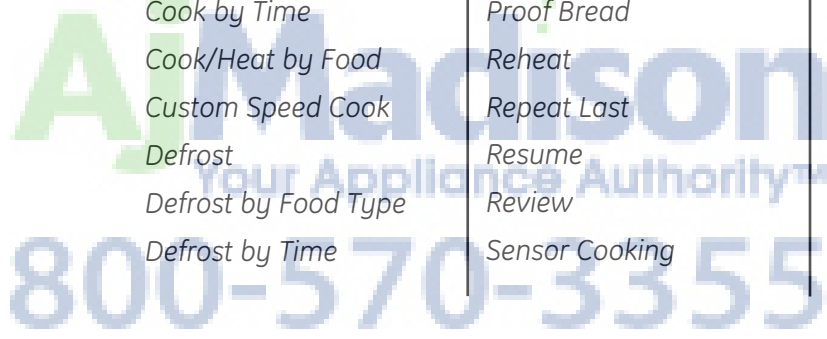 Cook by Time
Cook/Heat by Food
Custom Speed Cook
Defrost
Defrost by Food Type
Defrost by Time
Proof Bread
Reheat
Repeat Last
Resume
Review
Sensor Cooking
AjMadison
Your Appliance Authority™
800-570-3355